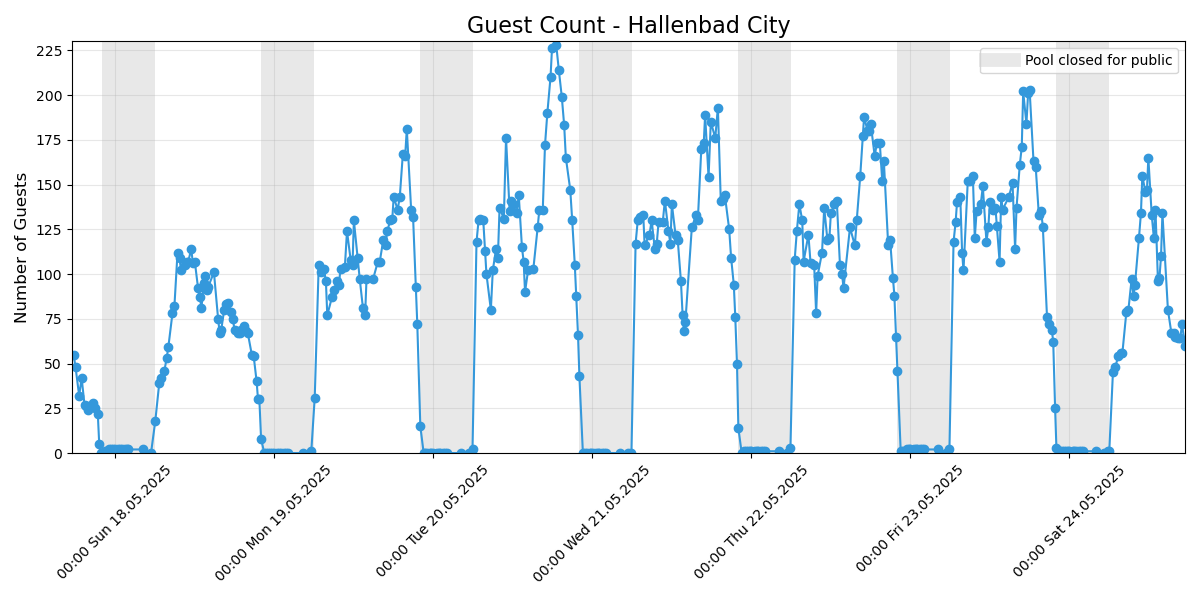 Guest Count - Hallenbad City
Pool closed for public
Number of Guests
225
200
175
150
125
100
75
50
25
0
00:00 Sun 18.05.2025
00:00 Mon 19.05.2025
00:00 Tue 20.05.2025
00:00 Wed 21.05.2025
00:00 Thu 22.05.2025
00:00 Fri 23.05.2025
00:00 Sat 24.05.2025